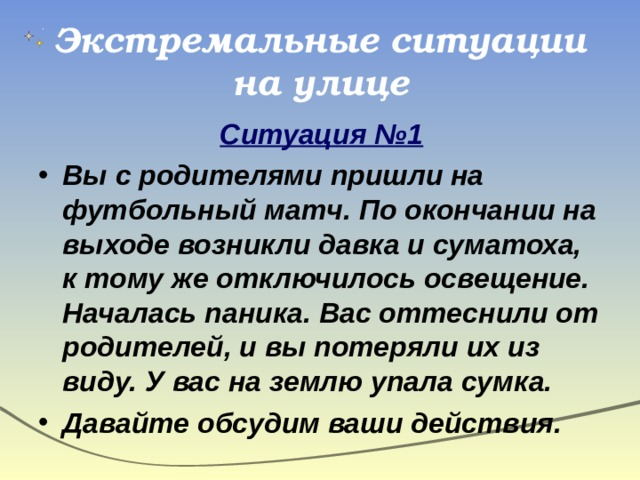 Экстремальные ситуации
на улице
Ситуация №1
• Вы с родителями пришли на
футбольный матч. По окончании на
выходе возникли давка и суматоха,
к тому же отключилось освещение.
Началась паника. Вас оттеснили от
родителей, и вы потеряли их из
виду. У вас на землю упала сумка.
• Давайте обсудим ваши действия.